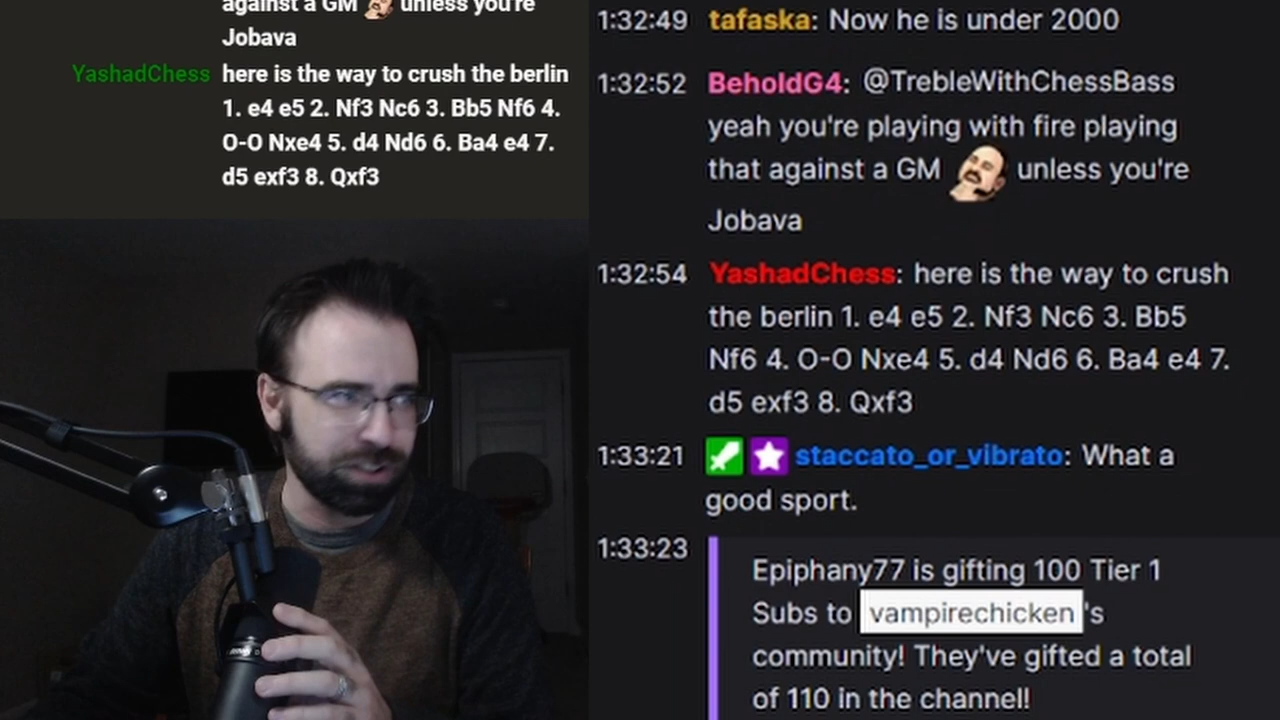 against a GM unless you're
Jobava
YashadChess here is the way to crush the berlin
1. e4 e5 2. Nf3 Nc6 3. Bb5 Nf6 4.
O-O Nxe4 5. d4 Nd6 6. Ba4 e4 7.
d5 exf3 8. Qxf3
1:32:49 tafaska: Now he is under 2000
1:32:52 BeholdG4: @TrebleWithChessBass
yeah you're playing with fire playing
that against a GM unless you're
Jobava
1:32:54 YashadChess: here is the way to crush
the berlin 1. e4 e5 2. Nf3 Nc6 3. Bb5
Nf6 4. O-O Nxe4 5. d4 Nd6 6. Ba4 e4 7.
d5 exf3 8. Qxf3
1:33:21 staccato_or_vibrato: What a
good sport.
1:33:23
Epiphany77 is gifting 100 Tier 1
Subs to vampirechicken's
community! They've gifted a total
of 110 in the channel!